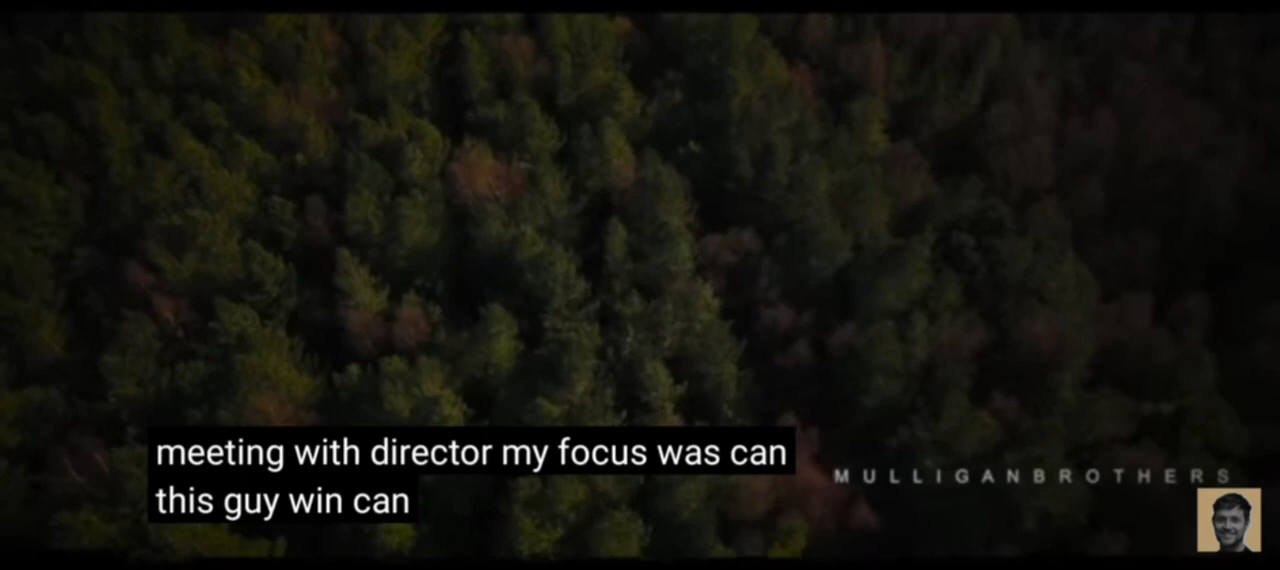 meeting with director my focus was can
this guy win can
MULLIGANBROTHERS